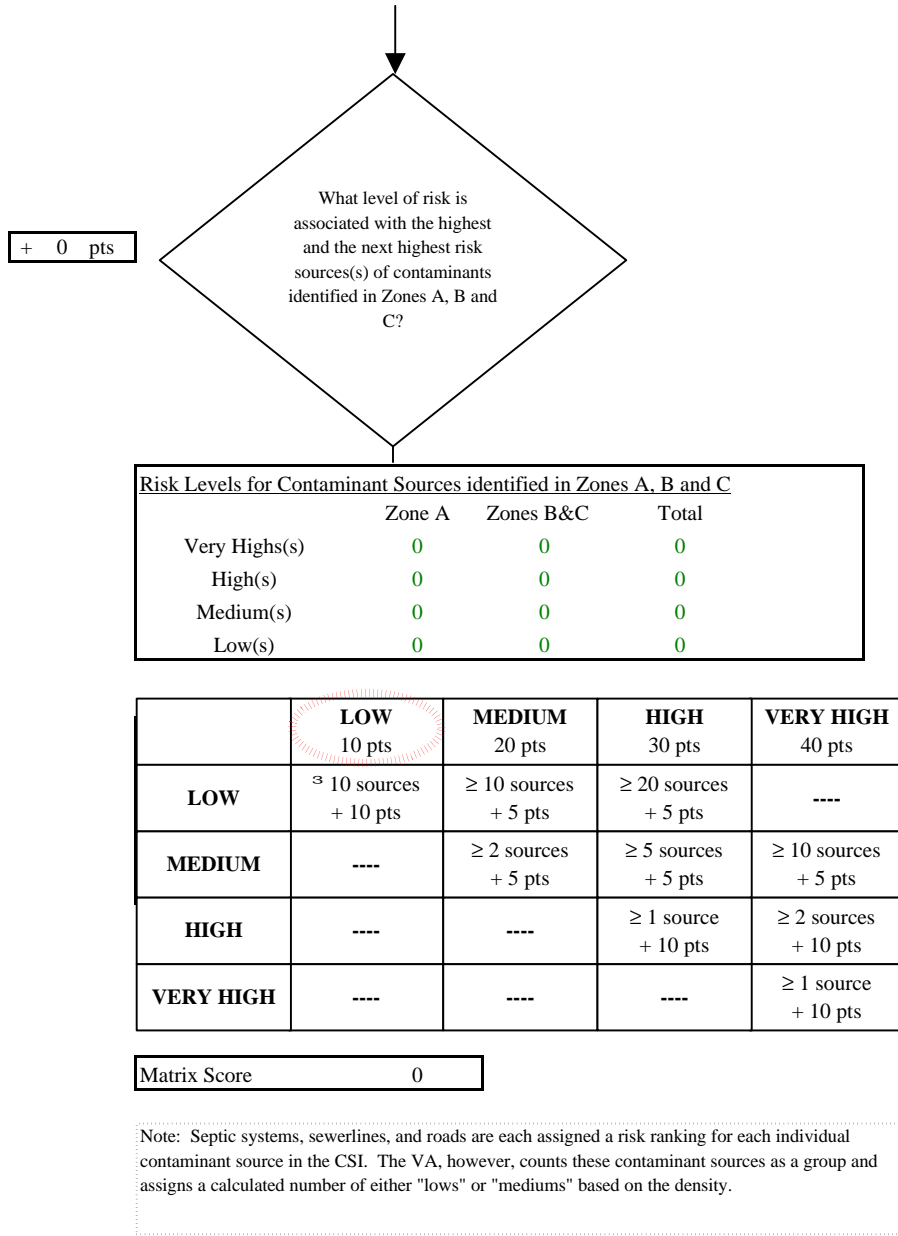 What level of risk is
associated with the highest
and the next highest risk
sources(s) of contaminants
identified in Zones A, B and
C?
+ 0 pts
Risk Levels for Contaminant Sources identified in Zones A, B and C
Zone A Zones B&C Total
Very Highs(s) 0 0 0
High(s) 0 0 0
Medium(s) 0 0 0
Low(s) 0 0 0
LOW MEDIUM HIGH VERY HIGH
10 pts 20 pts 30 pts 40 pts
LOW ³ 10 sources ≥ 10 sources ≥ 20 sources ----
+ 10 pts + 5 pts + 5 pts
MEDIUM ---- ≥ 2 sources ≥ 5 sources ≥ 10 sources
+ 5 pts + 5 pts + 5 pts
HIGH ---- ---- ≥ 1 source ≥ 2 sources
+ 10 pts + 10 pts
VERY HIGH ---- ---- ---- ≥ 1 source
+ 10 pts
Matrix Score 0
Note: Septic systems, sewerlines, and roads are each assigned a risk ranking for each individual
contaminant source in the CSI. The VA, however, counts these contaminant sources as a group and
assigns a calculated number of either "lows" or "mediums" based on the density.